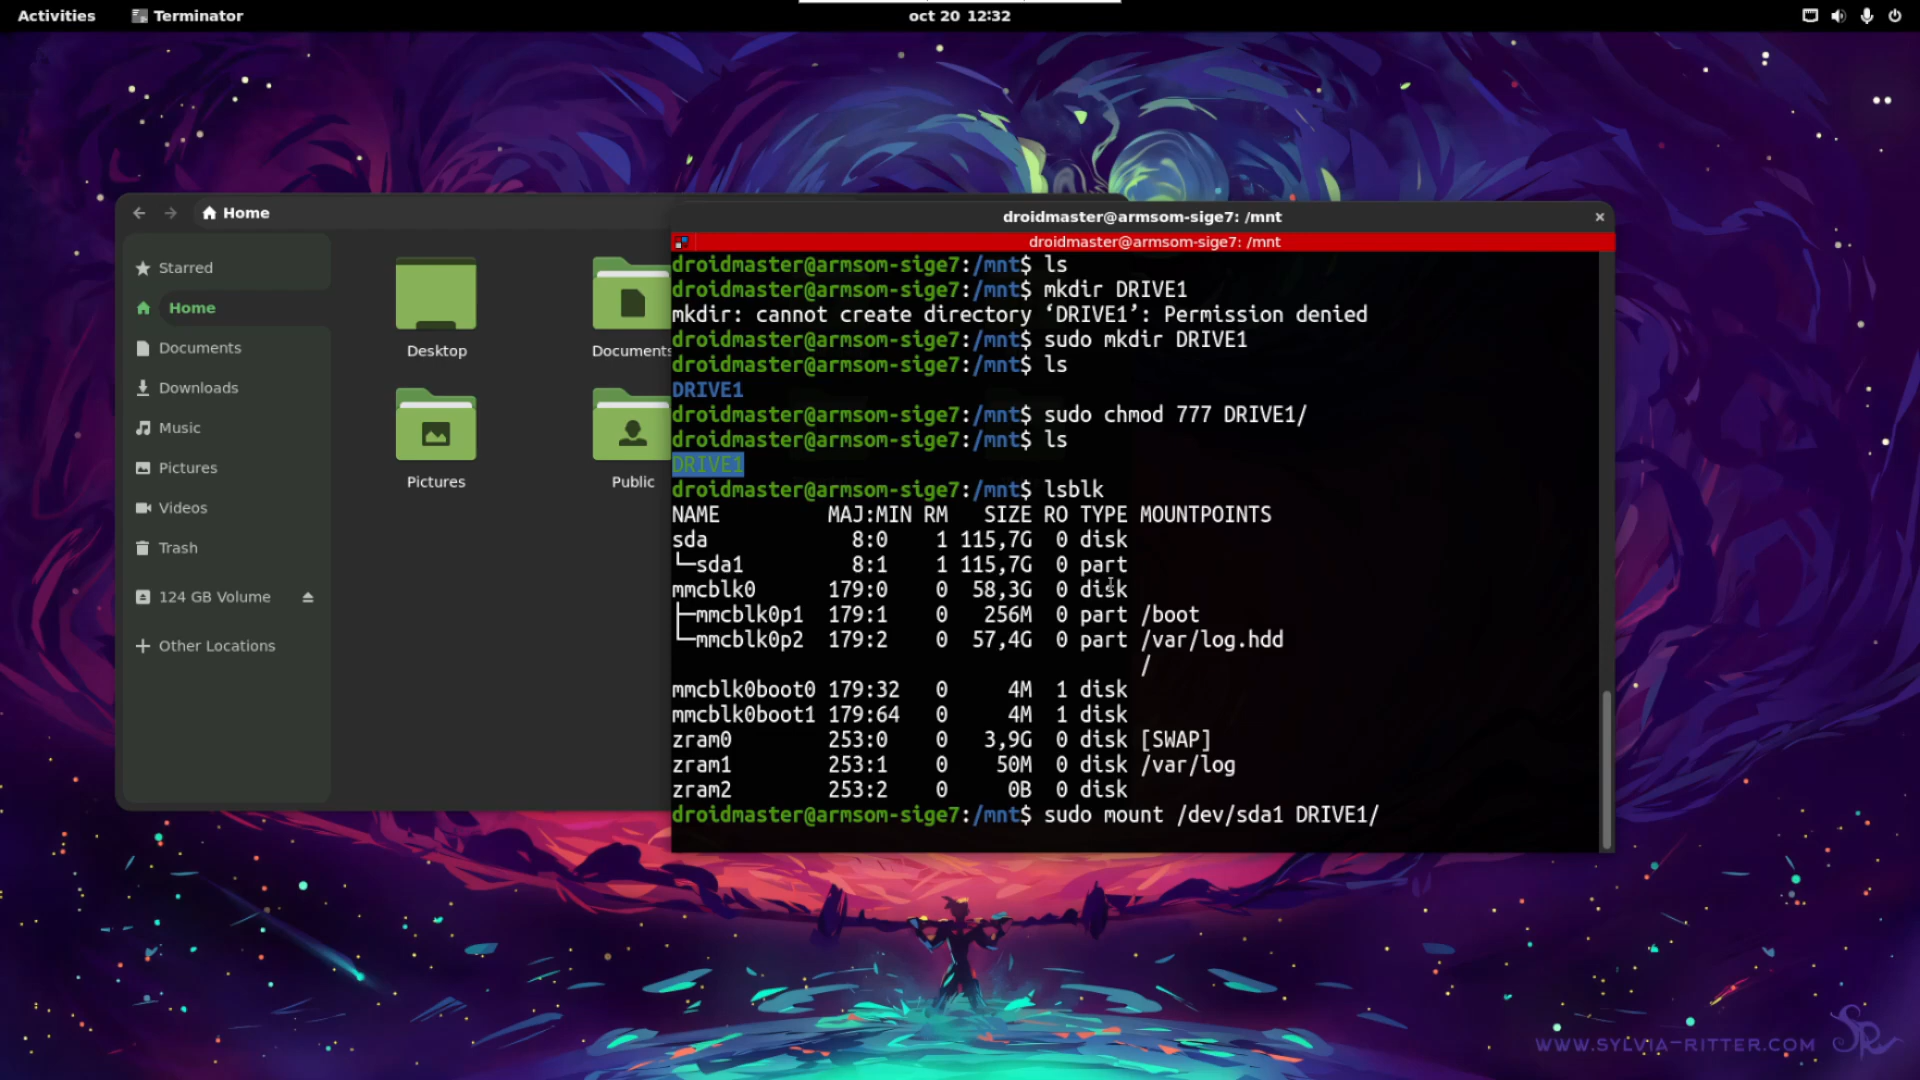 Activities
Terminator
oct 20 12:32
Home
Starred
Home
Documents
Downloads
Music
Pictures
Videos
Trash
124 GB Volume
Other Locations
Desktop
Documents
Pictures
Public
droidmaster@armsom-sige7: /mnt
droidmaster@armsom-sige7: /mnt
droidmaster@armsom-sige7:/mnt$ ls
droidmaster@armsom-sige7:/mnt$ mkdir DRIVE1
mkdir: cannot create directory ‘DRIVE1’: Permission denied
droidmaster@armsom-sige7:/mnt$ sudo mkdir DRIVE1
droidmaster@armsom-sige7:/mnt$ ls
DRIVE1
droidmaster@armsom-sige7:/mnt$ sudo chmod 777 DRIVE1/
droidmaster@armsom-sige7:/mnt$ ls
DRIVE1
droidmaster@armsom-sige7:/mnt$ lsblk
NAME MAJ:MIN RM SIZE RO TYPE MOUNTPOINTS
sda 8:0 1 115,7G 0 disk
└─sda1 8:1 1 115,7G 0 part
mmcblk0 179:0 0 58,3G 0 disk
├─mmcblk0p1 179:1 0 256M 0 part /boot
└─mmcblk0p2 179:2 0 57,4G 0 part /var/log.hdd
/
mmcblk0boot0 179:32 0 4M 1 disk
mmcblk0boot1 179:64 0 4M 1 disk
zram0 253:0 0 3,9G 0 disk [SWAP]
zram1 253:1 0 50M 0 disk /var/log
zram2 253:2 0 0B 0 disk
droidmaster@armsom-sige7:/mnt$ sudo mount /dev/sda1 DRIVE1/
WWW.SYLVIA-RITTER.COM
SR